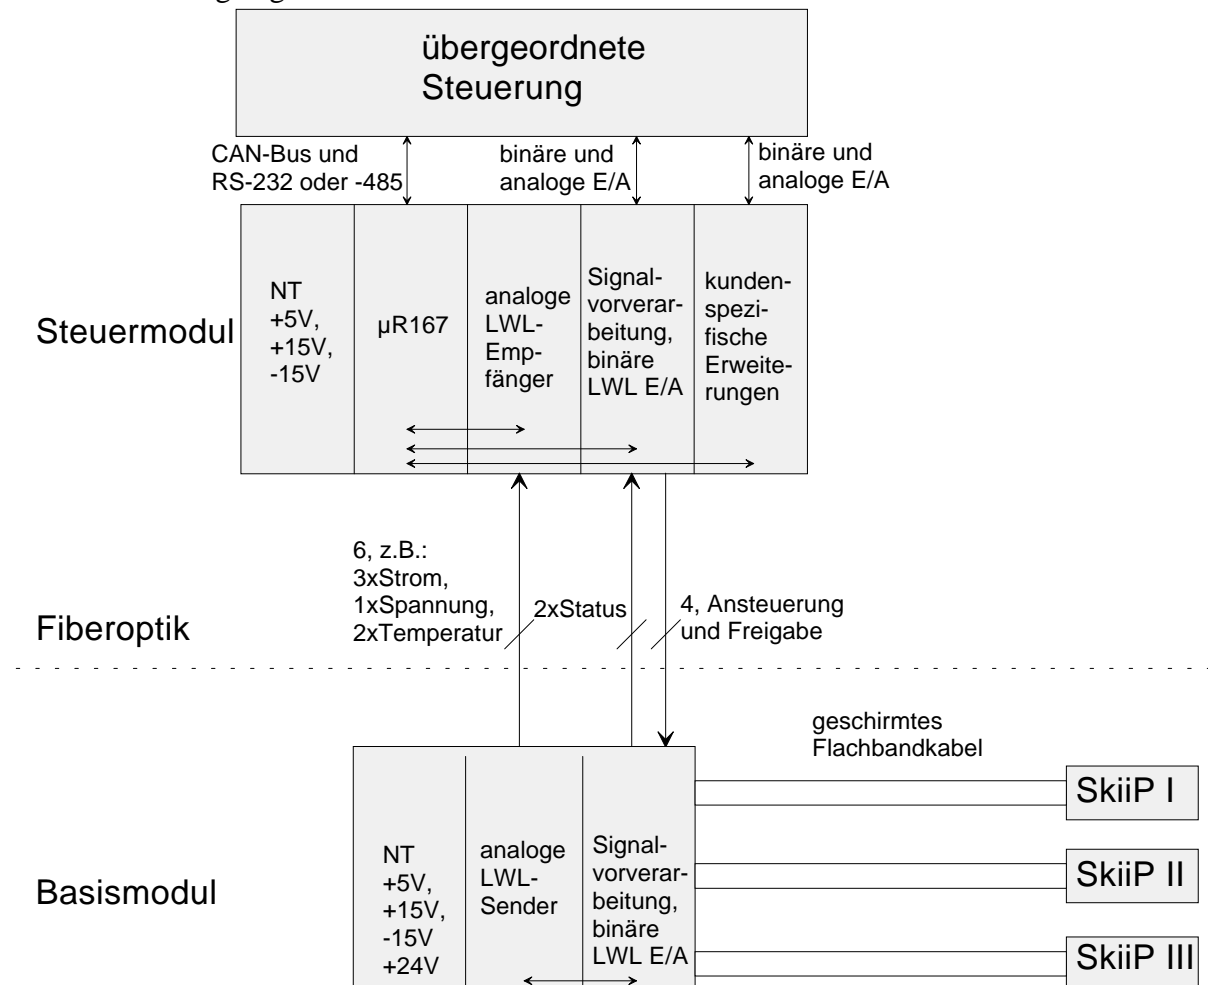 übergeordnete
Steuerung
CAN-Bus und
RS-232 oder -485
binäre und
analoge E/A
binäre und
analoge E/A
Steuermodul
NT
+5V,
+15V,
-15V
µR167
analoge
LWL-
Emp-
fänger
Signal-
vorverar-
beitung,
binäre
LWL E/A
kunden-
spezi-
fische
Erweite-
rungen
6, z.B.:
3xStrom,
1xSpannung,
2xTemperatur
2xStatus
4, Ansteuerung
und Freigabe
Fiberoptik
geschirmtes
Flachbandkabel
Basismodul
NT
+5V,
+15V,
-15V
+24V
analoge
LWL-
Sender
Signal-
vorverar-
beitung,
binäre
LWL E/A
SkiiP I
SkiiP II
SkiiP III